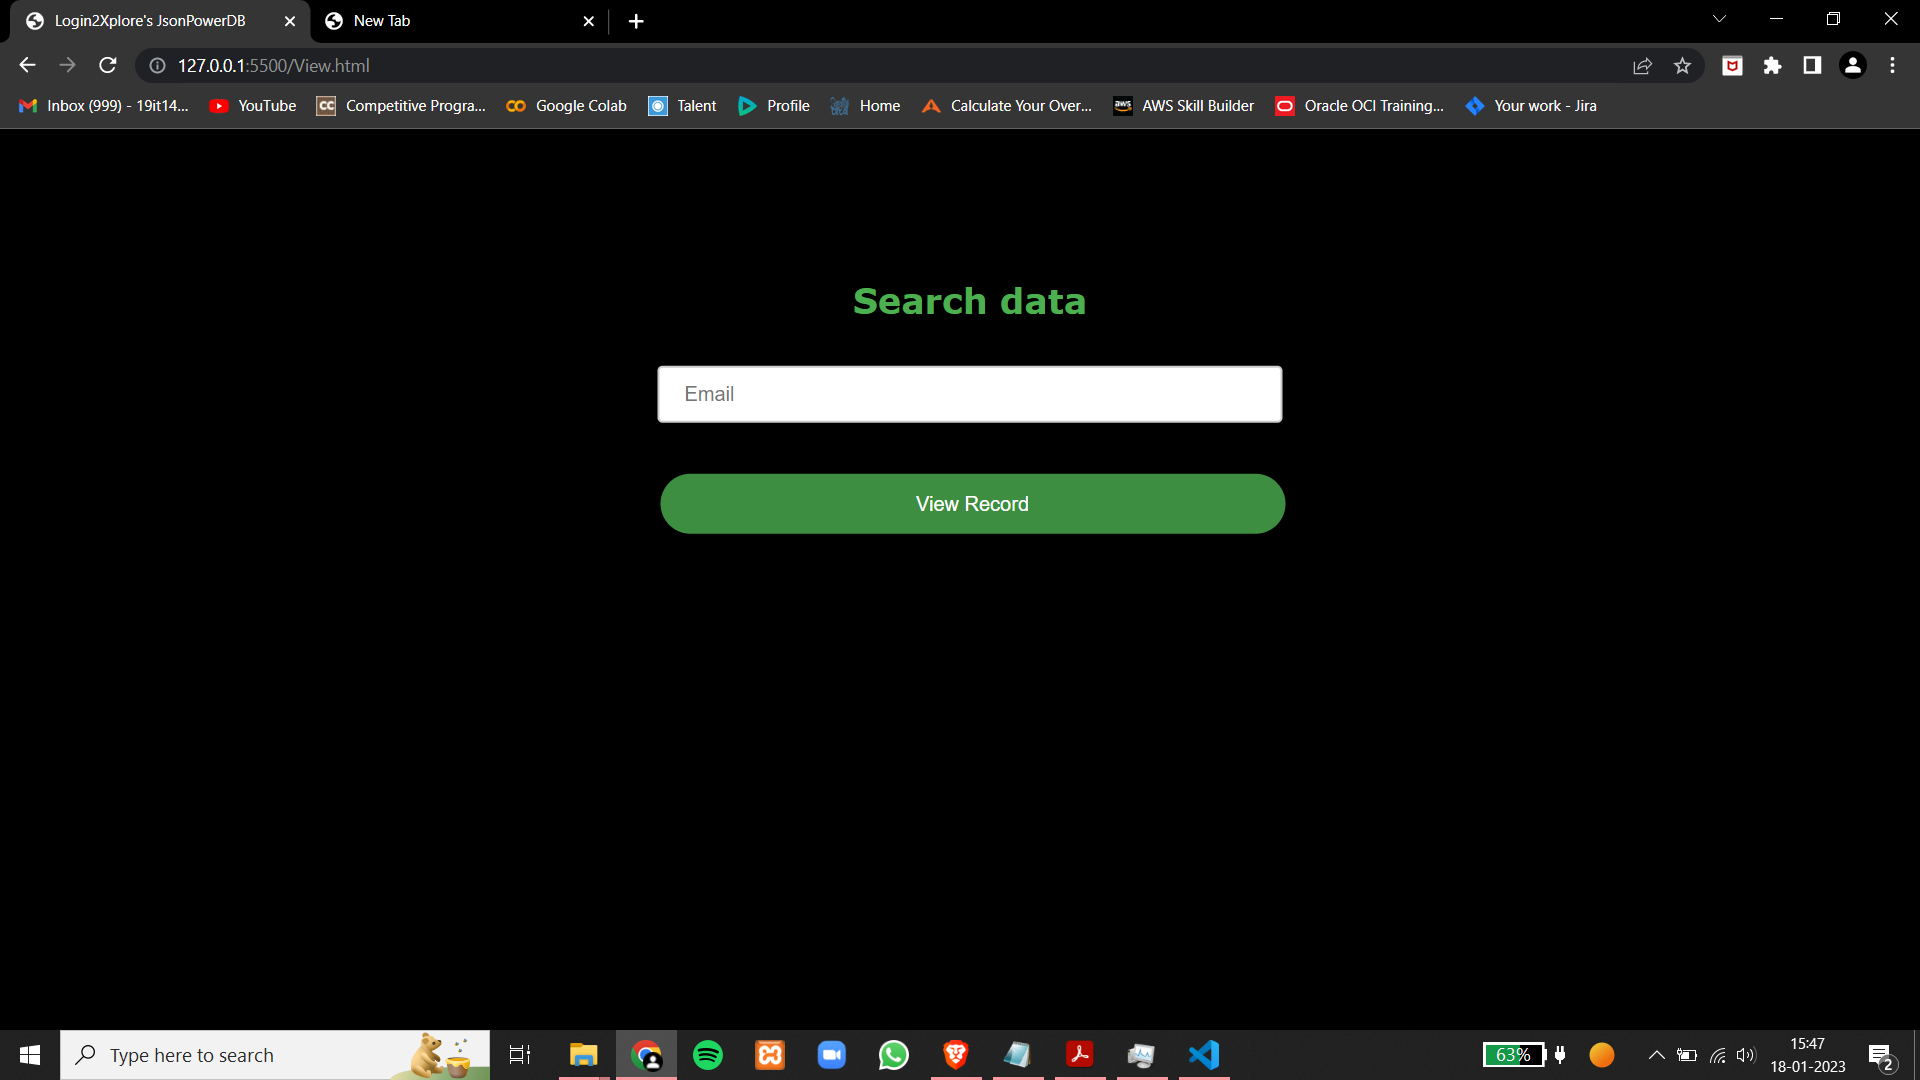 Login2Xplore's JsonPowerDB
New Tab
127.0.0.1:5500/View.html
Inbox (999) - 19it14...
YouTube
CC
Competitive Progra...
Google Colab
Talent
Profile
Home
Calculate Your Over...
aws
AWS Skill Builder
Oracle OCI Training...
Your work - Jira
Search data
Email
View Record
Type here to search
63%
15:47
18-01-2023
2